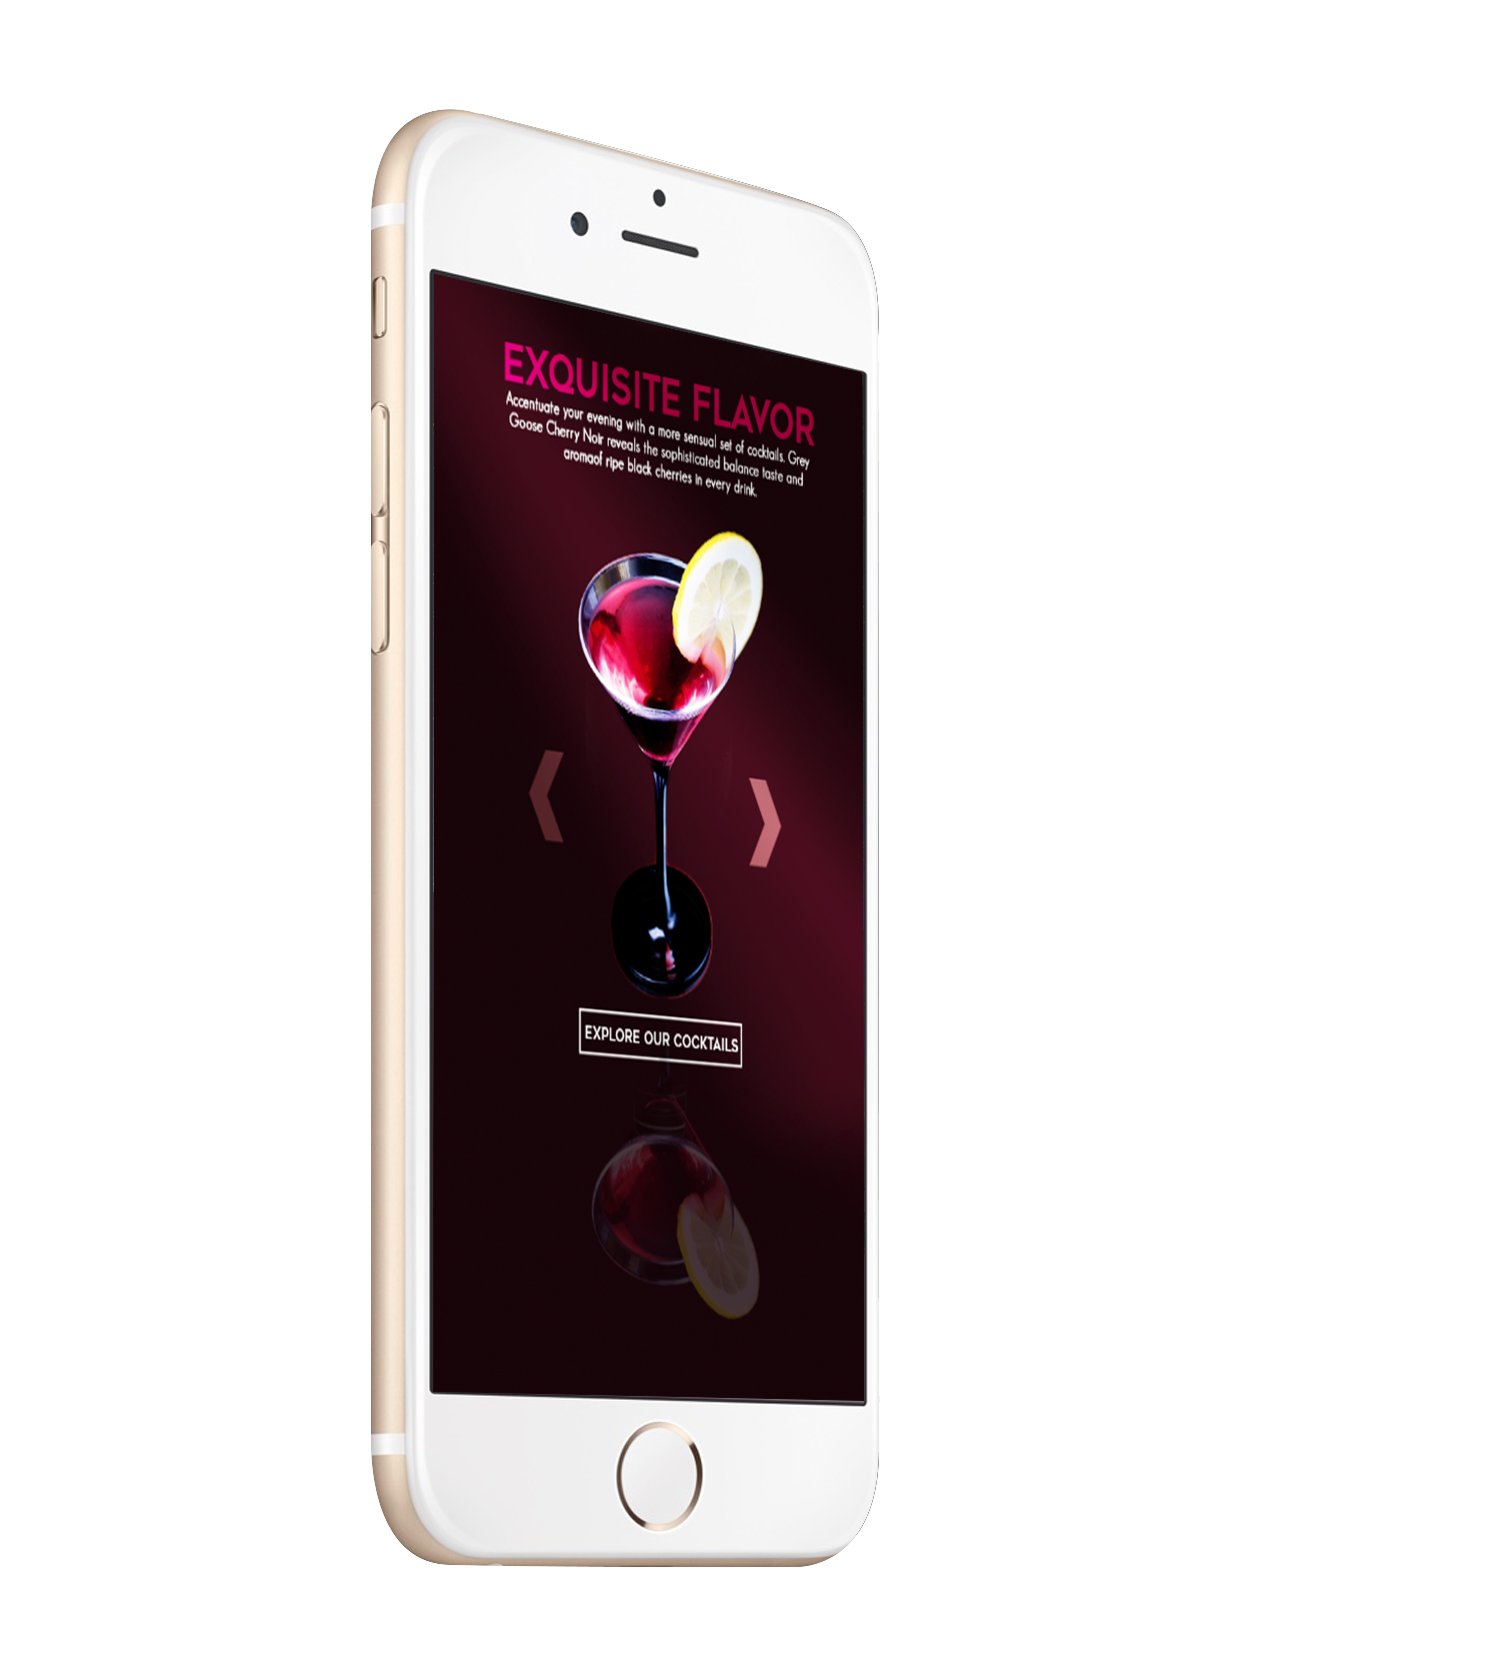 EXQUISITE FLAVOR
Accentuate your evening with a more sensual set of cocktails. Grey
Goose Cherry Noir reveals the sophisticated balance taste and
aromaof ripe black cherries in every drink.
EXPLORE OUR COCKTAILS